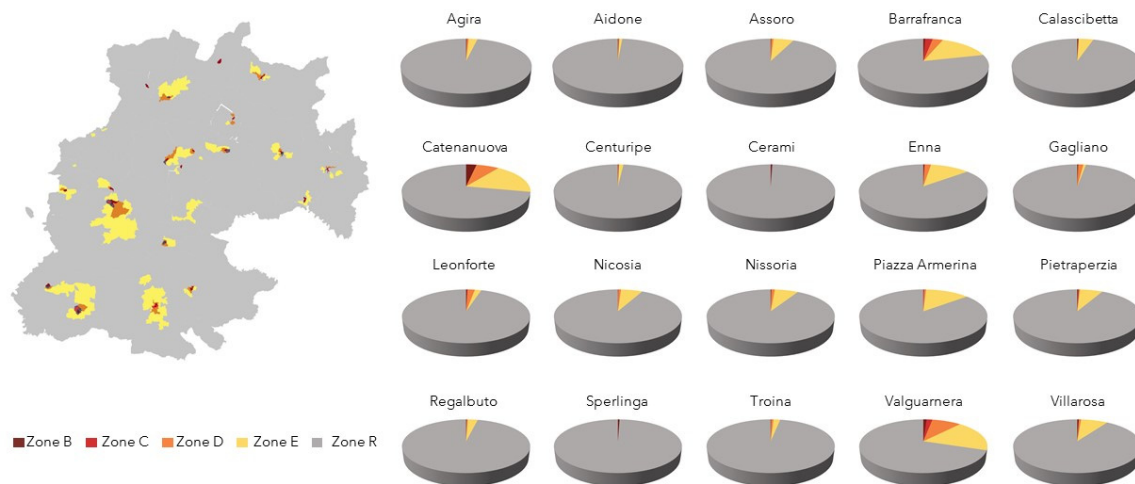 Agira Aidone Assoro Barrafranca Calascibetta
Catenanuova Centuripe Cerami Enna Gagliano
Leonforte Nicosia Nissoria Piazza Armerina Pietraperzia
Regalbuto Sperlinga Troina Valguarnera Villarosa
Zone B Zone C Zone D Zone E Zone R